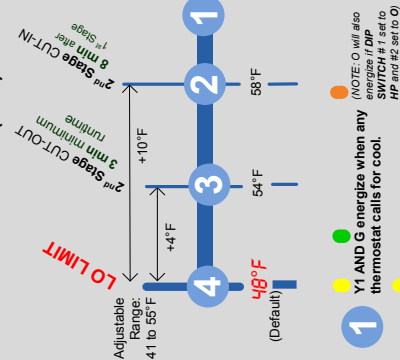 1
2nd Stage CUT-IN
8 min after
1st Stage
2
58°F
2nd Stage CUT-OUT
3 min minimum
runtime
+10°F
3
54°F
+4°F
LO LIMIT
4
48°F
(Default)
Adjustable
Range:
41 to 55°F
(NOTE: O will also
energize if DIP
SWITCH # 1 set to
HP and #2 set to O)
1
Y1 AND G energize when any
thermostat calls for cool.